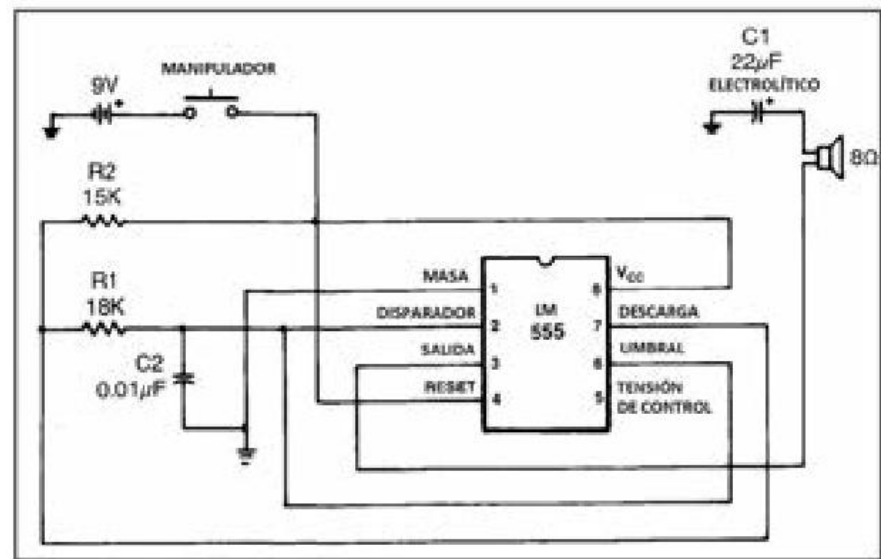 C1
22µF
ELECTROLÍTICO
MANIPULADOR
9V
+
+
8Ω
R2
15K
R1
18K
C2
0.01µF
MASA
DISPARADOR
SALIDA
RESET
1
2
3
4
LM
555
8
7
6
5
Vcc
DESCARGA
UMBRAL
TENSIÓN
DE CONTROL